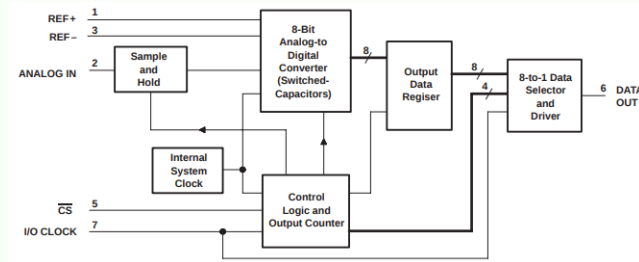 REF+
1
REF−
3
ANALOG IN
2
Sample
and
Hold
8-Bit
Analog-to
Digital
Converter
(Switched-
Capacitors)
8
Output
Data
Regiser
8
4
8-to-1 Data
Selector
and
Driver
6
DATA
OUT
Internal
System
Clock
Control
Logic and
Output Counter
CS
5
I/O CLOCK
7